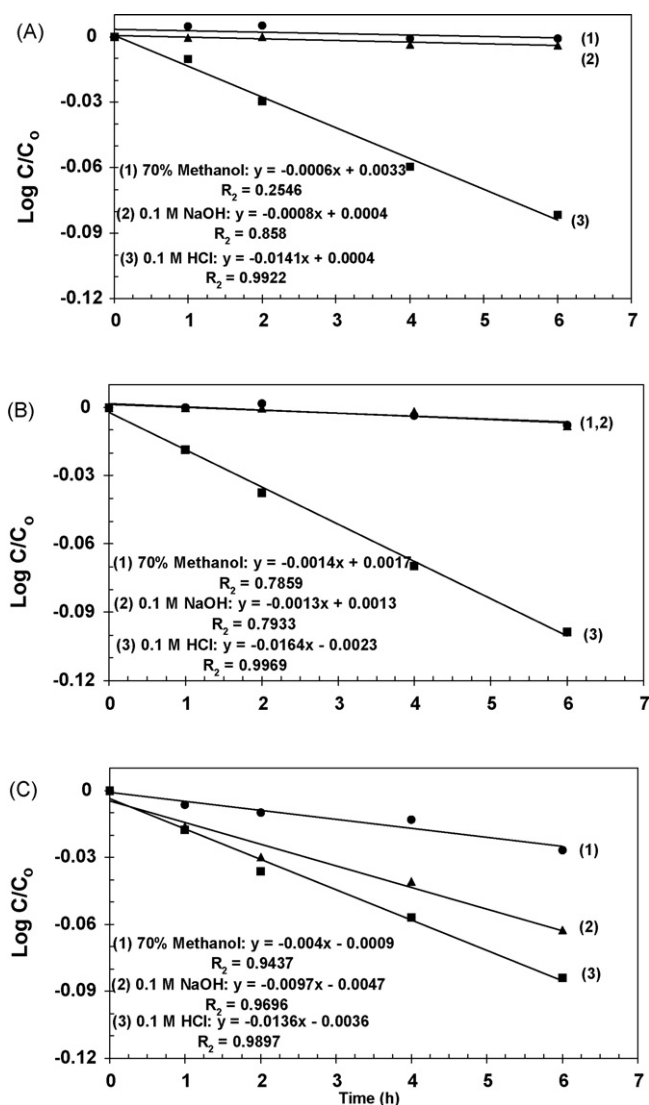 (A)
0
-0.03
-0.06
-0.09
-0.12
Log C/Co
(1)
(2)
(1) 70% Methanol: y = -0.0006x + 0.0033
R2 = 0.2546
(2) 0.1 M NaOH: y = -0.0008x + 0.0004
R2 = 0.858
(3)
(3) 0.1 M HCl: y = -0.0141x + 0.0004
R2 = 0.9922
0 1 2 3 4 5 6 7
(B)
0
-0.03
-0.06
-0.09
-0.12
Log C/Co
(1,2)
(1) 70% Methanol: y = -0.0014x + 0.0017
R2 = 0.7859
(2) 0.1 M NaOH: y = -0.0013x + 0.0013
R2 = 0.7933
(3) 0.1 M HCl: y = -0.0164x - 0.0023
(3)
R2 = 0.9969
0 1 2 3 4 5 6 7
(C)
0
-0.03
-0.06
-0.09
-0.12
Log C/Co
(1)
(2)
(1) 70% Methanol: y = -0.004x - 0.0009
R2 = 0.9437
(3)
(2) 0.1 M NaOH: y = -0.0097x - 0.0047
R2 = 0.9696
(3) 0.1 M HCl: y = -0.0136x - 0.0036
R2 = 0.9897
0 1 2 3 4 5 6 7
Time (h)